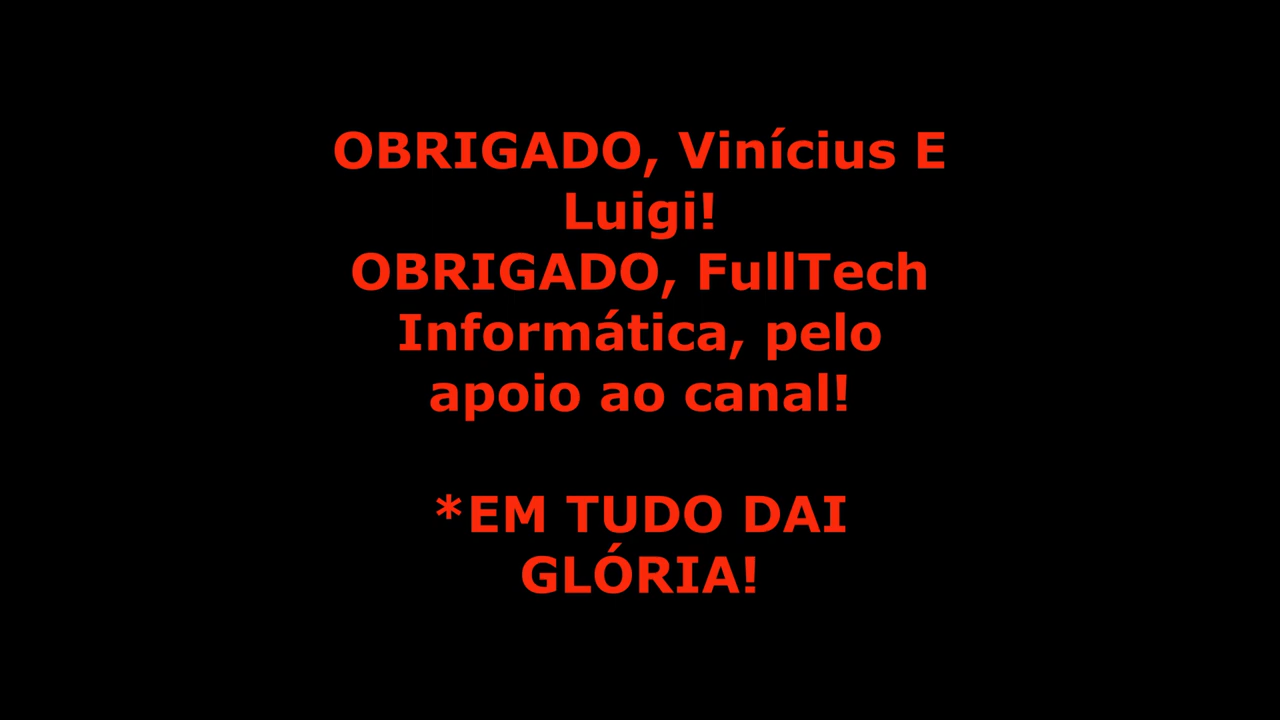 OBRIGADO, Vinícius E
Luigi!
OBRIGADO, FullTech
Informática, pelo
apoio ao canal!
*EM TUDO DAI
GLÓRIA!